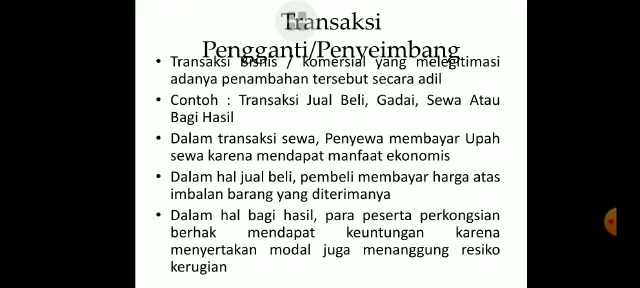 Transaksi
Pengganti/Penyeimbang
• Transaksi Bisnis / komersial yang melegitimasi
adanya penambahan tersebut secara adil
• Contoh : Transaksi Jual Beli, Gadai, Sewa Atau
Bagi Hasil
• Dalam transaksi sewa, Penyewa membayar Upah
sewa karena mendapat manfaat ekonomis
• Dalam hal jual beli, pembeli membayar harga atas
imbalan barang yang diterimanya
• Dalam hal bagi hasil, para peserta perkongsian
berhak mendapat keuntungan karena
menyertakan modal juga menanggung resiko
kerugian